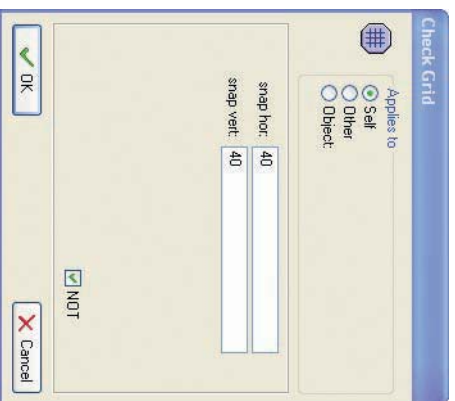 Check Grid
Applies to
Self
Other
Object:
snap hor: 40
snap vert: 40
NOT
OK
Cancel